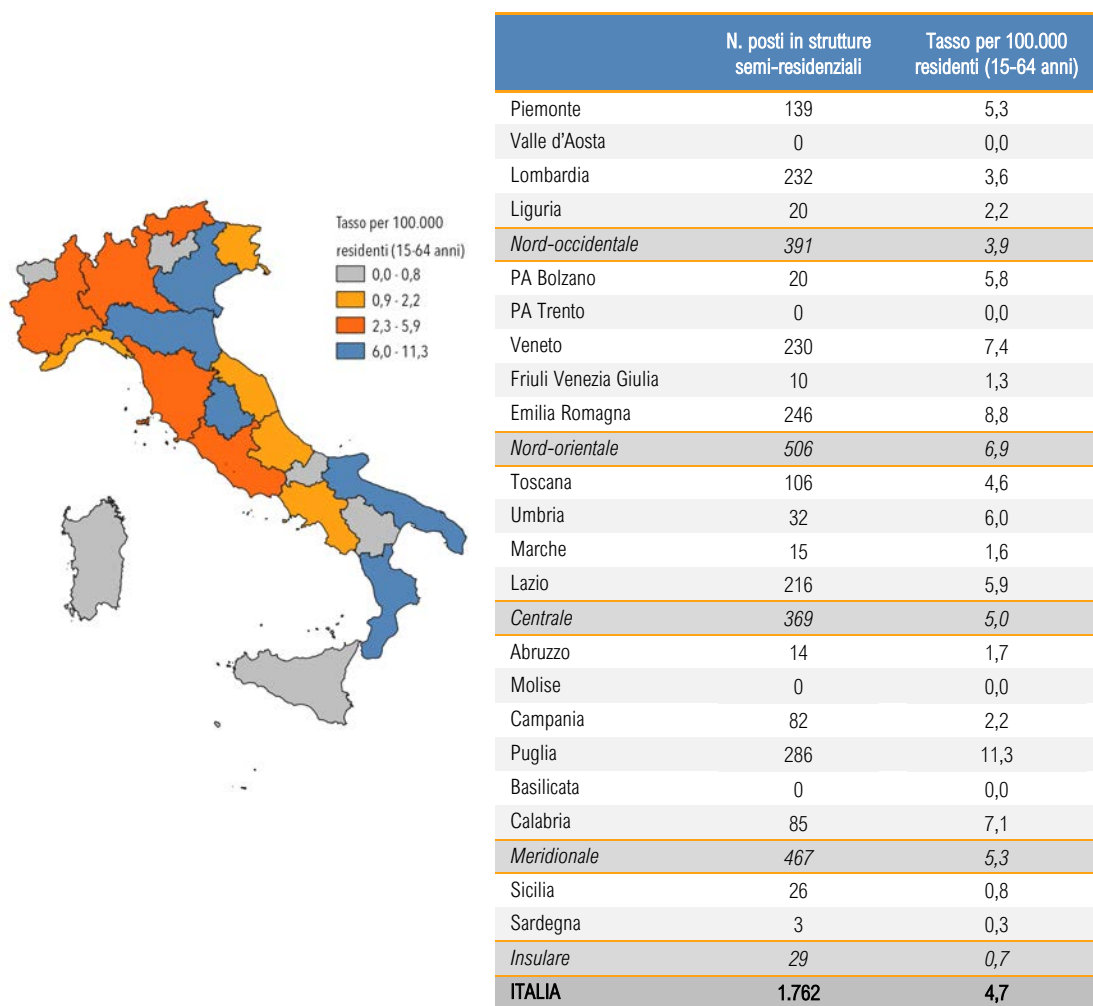 Tasso per 100.000
residenti (15-64 anni)
0,0 - 0,8
0,9 - 2,2
2,3 - 5,9
6,0 - 11,3
N. posti in strutture semi-residenziali Tasso per 100.000 residenti (15-64 anni)
Piemonte 139 5,3
Valle d'Aosta 0 0,0
Lombardia 232 3,6
Liguria 20 2,2
Nord-occidentale 391 3,9
PA Bolzano 20 5,8
PA Trento 0 0,0
Veneto 230 7,4
Friuli Venezia Giulia 10 1,3
Emilia Romagna 246 8,8
Nord-orientale 506 6,9
Toscana 106 4,6
Umbria 32 6,0
Marche 15 1,6
Lazio 216 5,9
Centrale 369 5,0
Abruzzo 14 1,7
Molise 0 0,0
Campania 82 2,2
Puglia 286 11,3
Basilicata 0 0,0
Calabria 85 7,1
Meridionale 467 5,3
Sicilia 26 0,8
Sardegna 3 0,3
Insulare 29 0,7
ITALIA 1.762 4,7